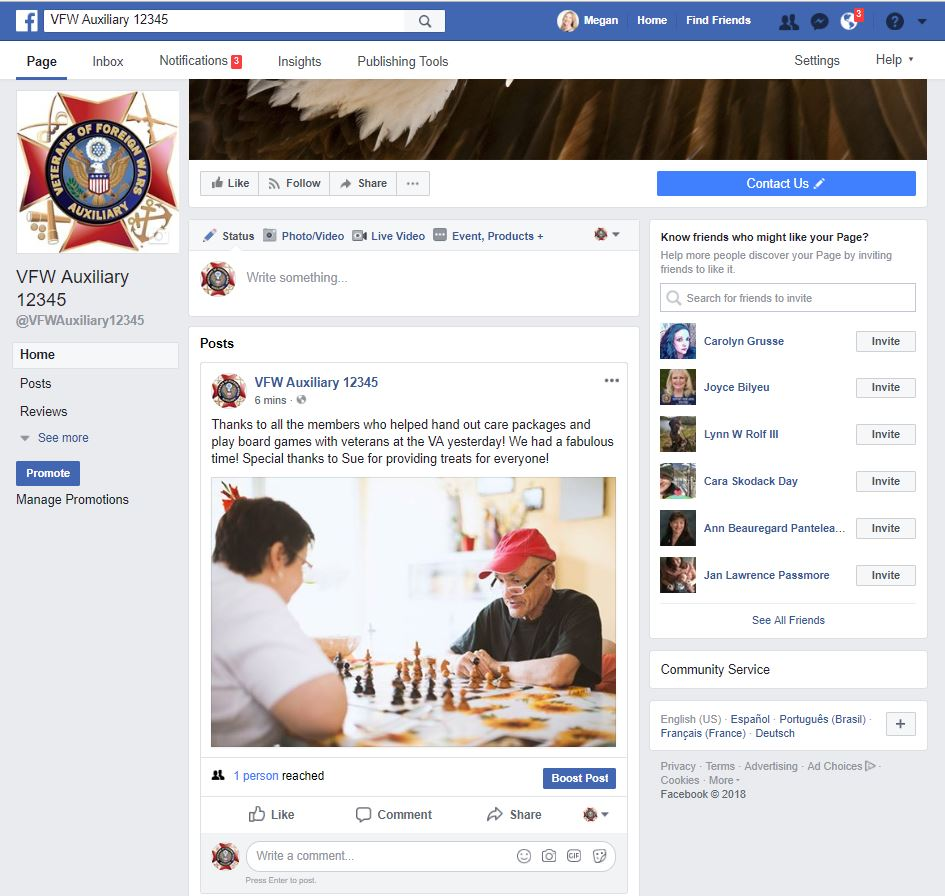 VFW Auxiliary 12345
Megan Home Find Friends 3
Page Inbox Notifications 3 Insights Publishing Tools Settings Help
VETERANS OF FOREIGN WARS
AUXILIARY
VFW Auxiliary
12345
@VFWAuxiliary12345
Home
Posts
Reviews
See more
Promote
Manage Promotions
Like Follow Share ...
Contact Us
Status Photo/Video Live Video Event, Products +
Write something...
Posts
VFW Auxiliary 12345
6 mins ·
Thanks to all the members who helped hand out care packages and
play board games with veterans at the VA yesterday! We had a fabulous
time! Special thanks to Sue for providing treats for everyone!
1 person reached
Boost Post
Like Comment Share
Write a comment...
GIF
Press Enter to post.
Know friends who might like your Page?
Help more people discover your Page by inviting
friends to like it.
Search for friends to invite
Carolyn Grusse Invite
Joyce Bilyeu Invite
Lynn W Rolf III Invite
Cara Skodack Day Invite
Ann Beauregard Pantelea... Invite
Jan Lawrence Passmore Invite
See All Friends
Community Service
English (US) · Español · Português (Brasil) ·
Français (France) · Deutsch
+
Privacy · Terms · Advertising · Ad Choices ·
Cookies · More
Facebook © 2018